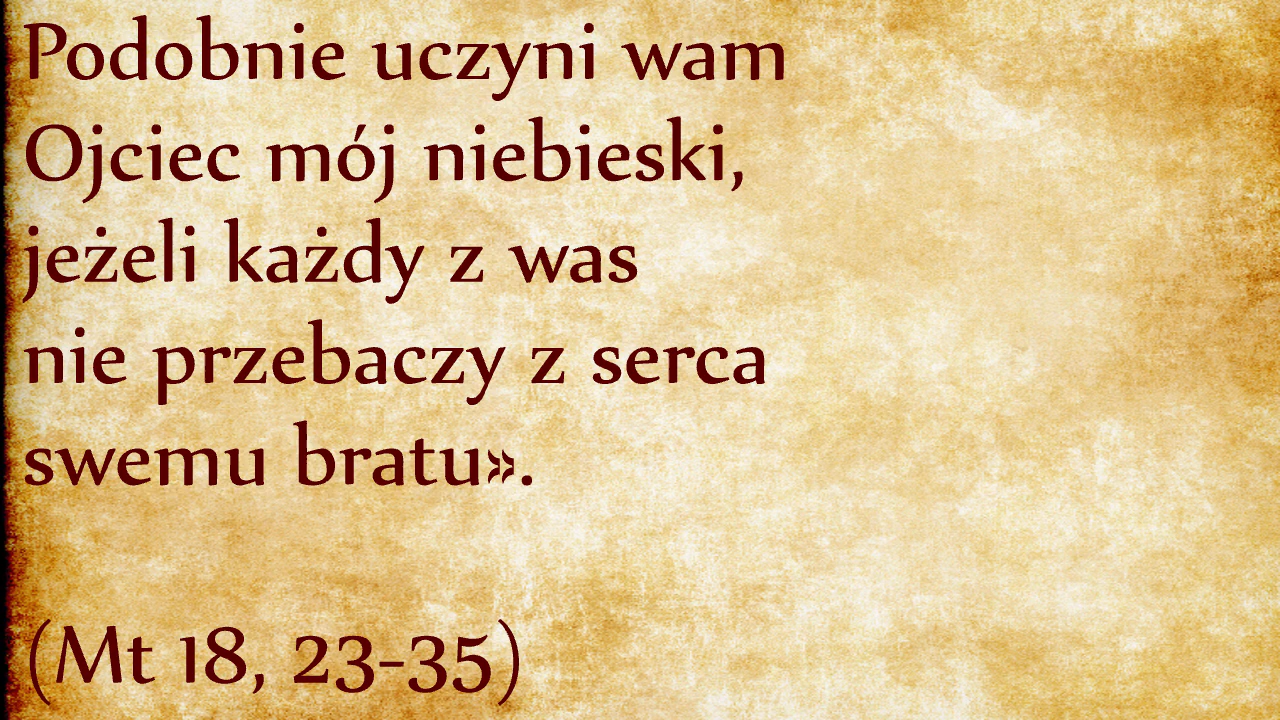 Podobnie uczyni wam
Ojciec mój niebieski,
jeżeli każdy z was
nie przebaczy z serca
swemu bratu».
(Mt 18, 23-35)